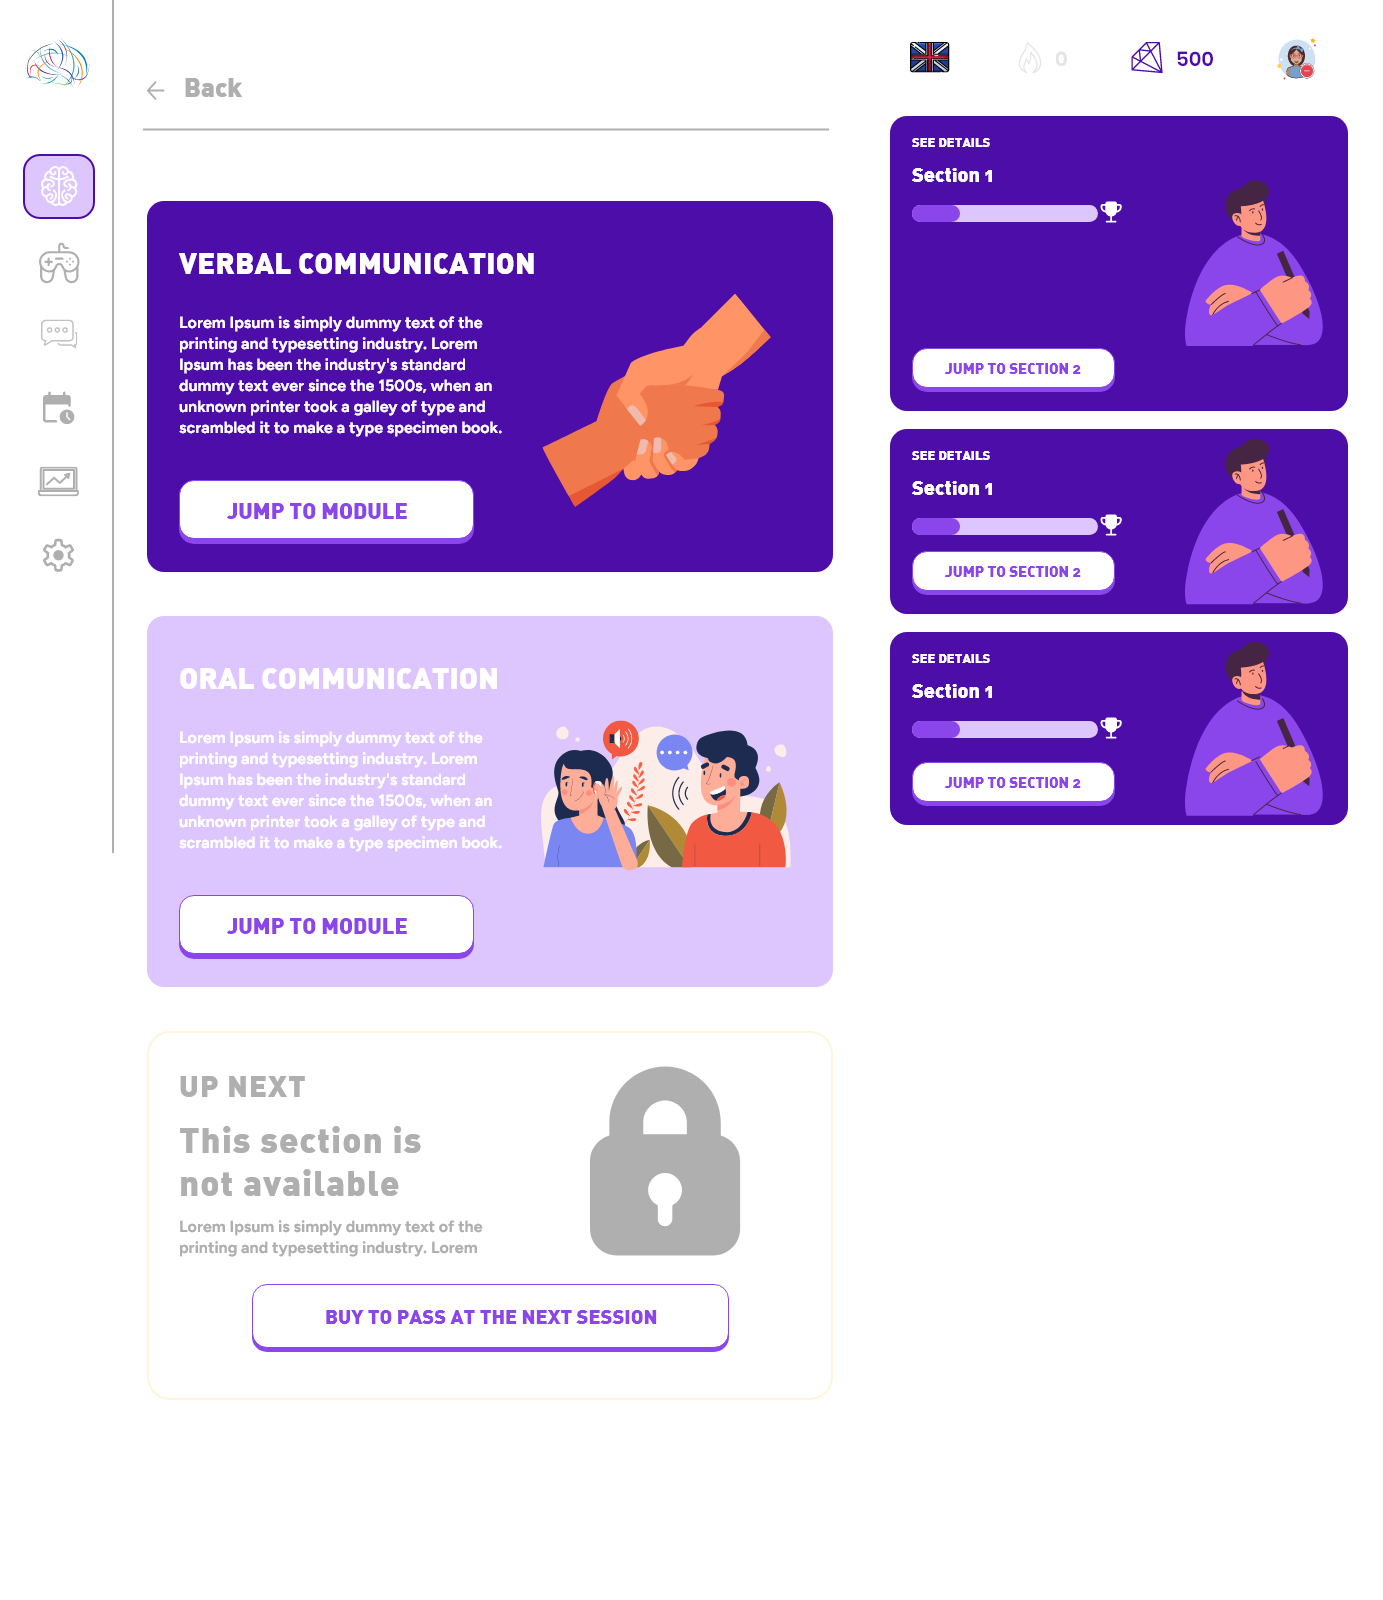 Back
0
500
VERBAL COMMUNICATION
Lorem Ipsum is simply dummy text of the
printing and typesetting industry. Lorem
Ipsum has been the industry's standard
dummy text ever since the 1500s, when an
unknown printer took a galley of type and
scrambled it to make a type specimen book.
JUMP TO MODULE
ORAL COMMUNICATION
Lorem Ipsum is simply dummy text of the
printing and typesetting industry. Lorem
Ipsum has been the industry's standard
dummy text ever since the 1500s, when an
unknown printer took a galley of type and
scrambled it to make a type specimen book.
JUMP TO MODULE
UP NEXT
This section is
not available
Lorem Ipsum is simply dummy text of the
printing and typesetting industry. Lorem
BUY TO PASS AT THE NEXT SESSION
SEE DETAILS
Section 1
JUMP TO SECTION 2
SEE DETAILS
Section 1
JUMP TO SECTION 2
SEE DETAILS
Section 1
JUMP TO SECTION 2